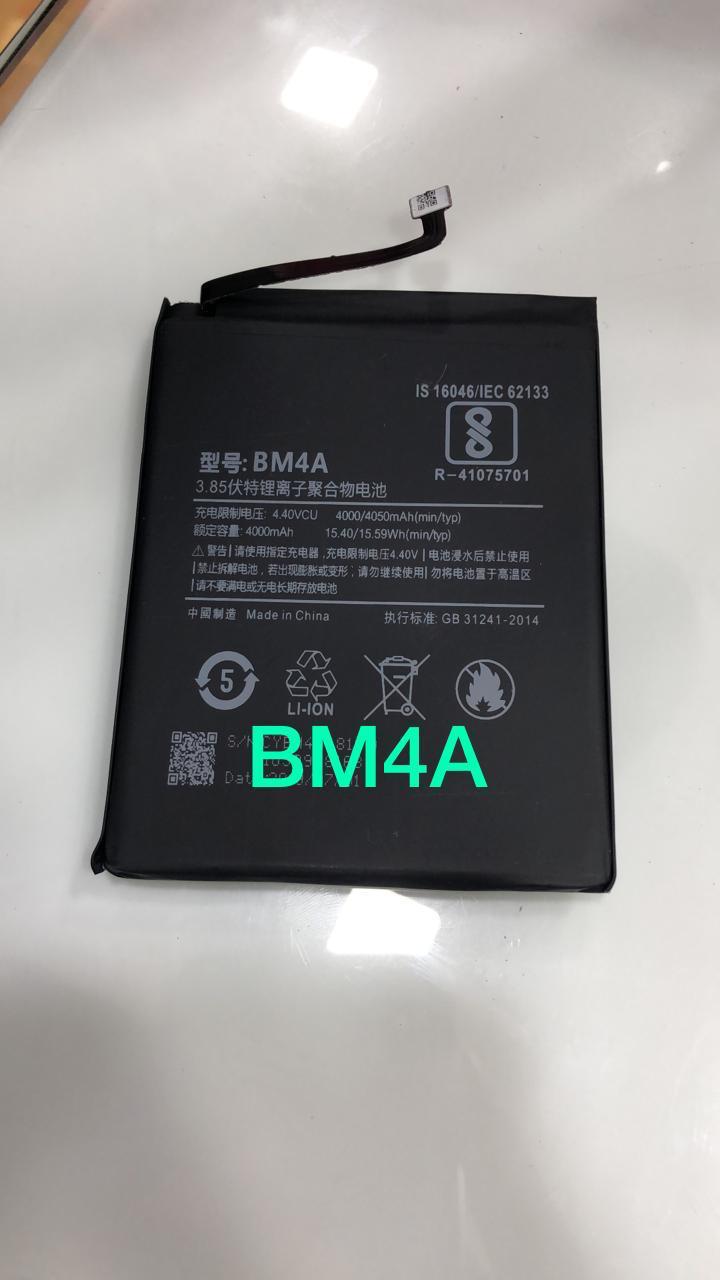 IS 16046/IEC 62133
R-41075701
型号: BM4A
3.85伏特锂离子聚合物电池
充电限制电压: 4.40VCU 4000/4050mAh(min/typ)
额定容量: 4000mAh 15.40/15.59Wh(min/typ)
⚠警告|请使用指定充电器,充电限制电压4.40V|电池浸水后禁止使用
|禁止拆解电池,若出现膨胀或变形,请勿继续使用|勿将电池置于高温区
|请不要满电或无电长期存放电池
中國制造 Made in China 执行标准: GB 31241-2014
5
LI-ION
BM4A